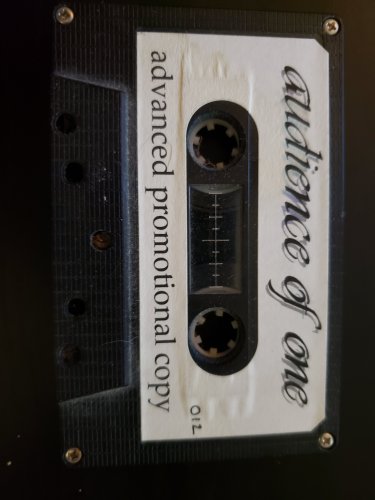 audience of one
advanced promotional copy
012